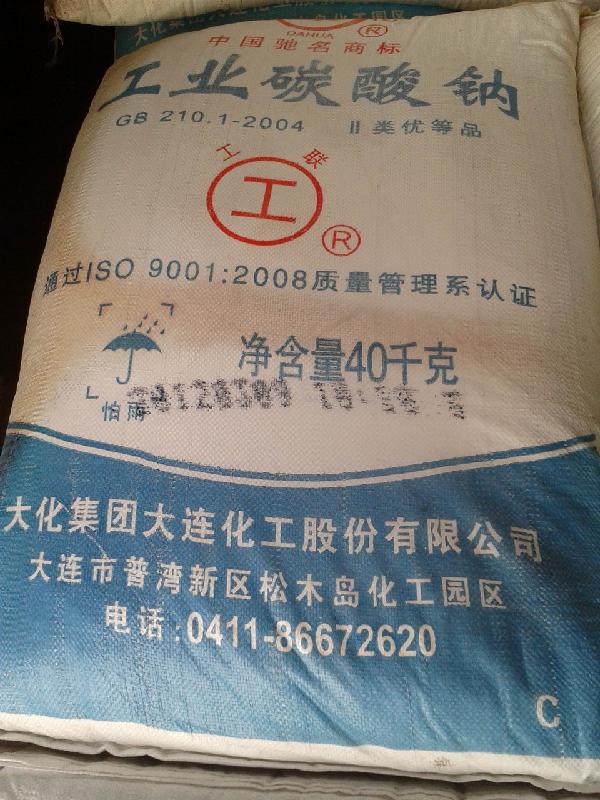 DAHUA ®
中国驰名商标
工业碳酸钠
GB 210.1-2004 Ⅱ类优等品
工联
工
®
通过ISO 9001:2008质量管理系认证
净含量40千克
怕雨
大化集团大连化工股份有限公司
大连市普湾新区松木岛化工园区
电话:0411-86672620
C